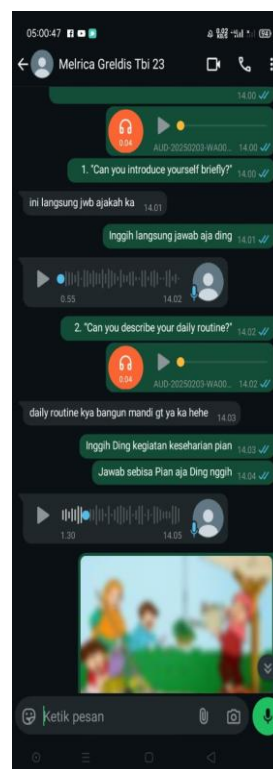 05:00:47
Melrica Greldis Tbi 23
14.00
0:04
AUD-20250203-WA00... 14.00
1. "Can you introduce yourself briefly?" 14.00
ini langsung jwb ajakah ka 14.01
Inggih langsung jawab aja ding 14.01
0.55 14.02
2. "Can you describe your daily routine?" 14.02
0:04
AUD-20250203-WA00... 14.02
daily routine kya bangun mandi gt ya ka hehe 14.03
Inggih Ding kegiatan keseharian pian 14.03
Jawab sebisa Pian aja Ding nggih 14.04
1.30 14.05
Ketik pesan